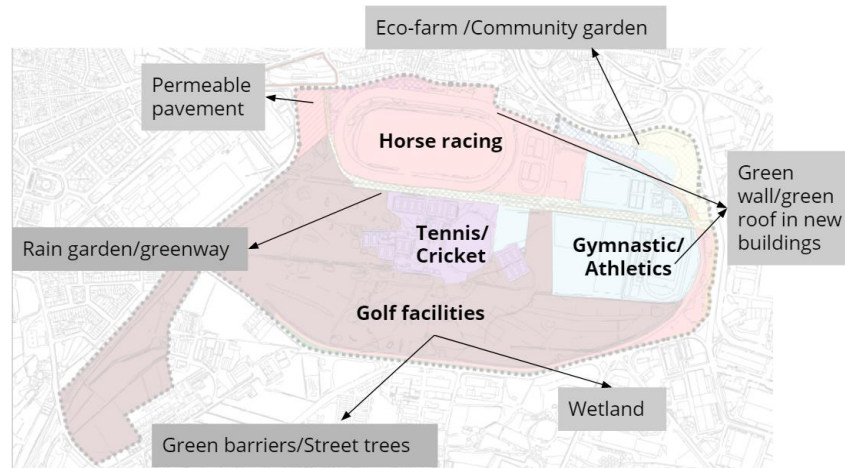 Eco-farm /Community garden
Permeable
pavement
Horse racing
Green
wall/green
roof in new
buildings
Rain garden/greenway
Tennis/
Cricket
Gymnastic/
Athletics
Golf facilities
Wetland
Green barriers/Street trees